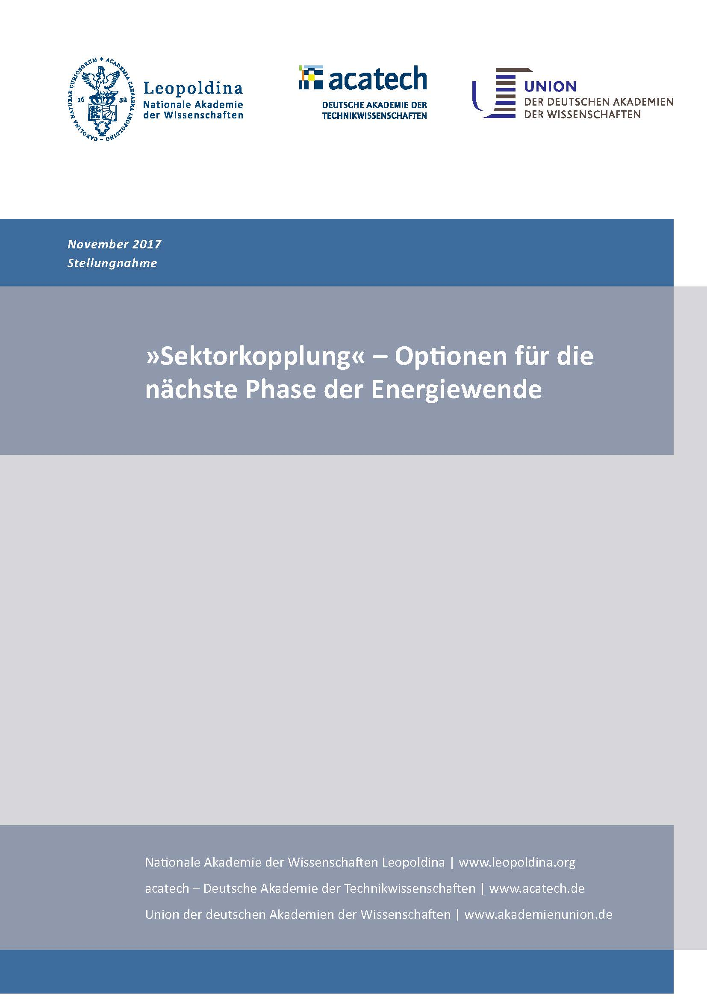 CAROLINA NATURAE CURIOSORUM * ACADEMIA CAESAREA LEOPOLDINO –
16 52
Leopoldina
Nationale Akademie
der Wissenschaften
acatech
DEUTSCHE AKADEMIE DER
TECHNIKWISSENSCHAFTEN
UNION
DER DEUTSCHEN AKADEMIEN
DER WISSENSCHAFTEN
November 2017
Stellungnahme
»Sektorkopplung« – Optionen für die
nächste Phase der Energiewende
Nationale Akademie der Wissenschaften Leopoldina | www.leopoldina.org
acatech – Deutsche Akademie der Technikwissenschaften | www.acatech.de
Union der deutschen Akademien der Wissenschaften | www.akademienunion.de